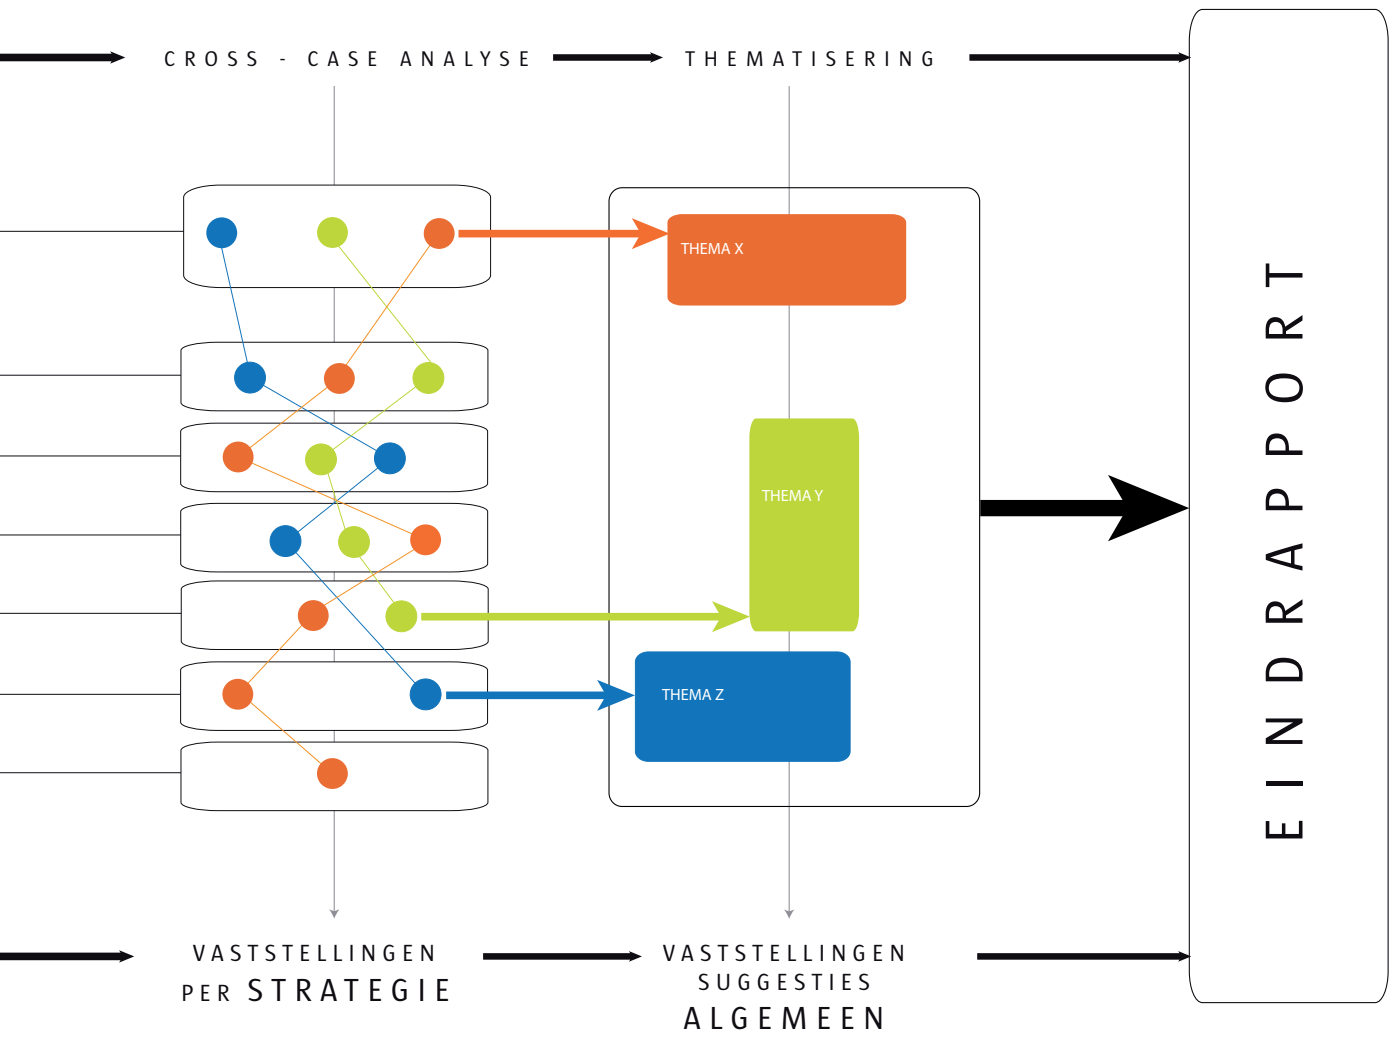 CROSS - CASE ANALYSE
THEMATISERING
THEMA X
THEMA Y
THEMA Z
EINDRAPPORT
VASTSTELLINGEN
PER STRATEGIE
VASTSTELLINGEN
SUGGESTIES
ALGEMEEN